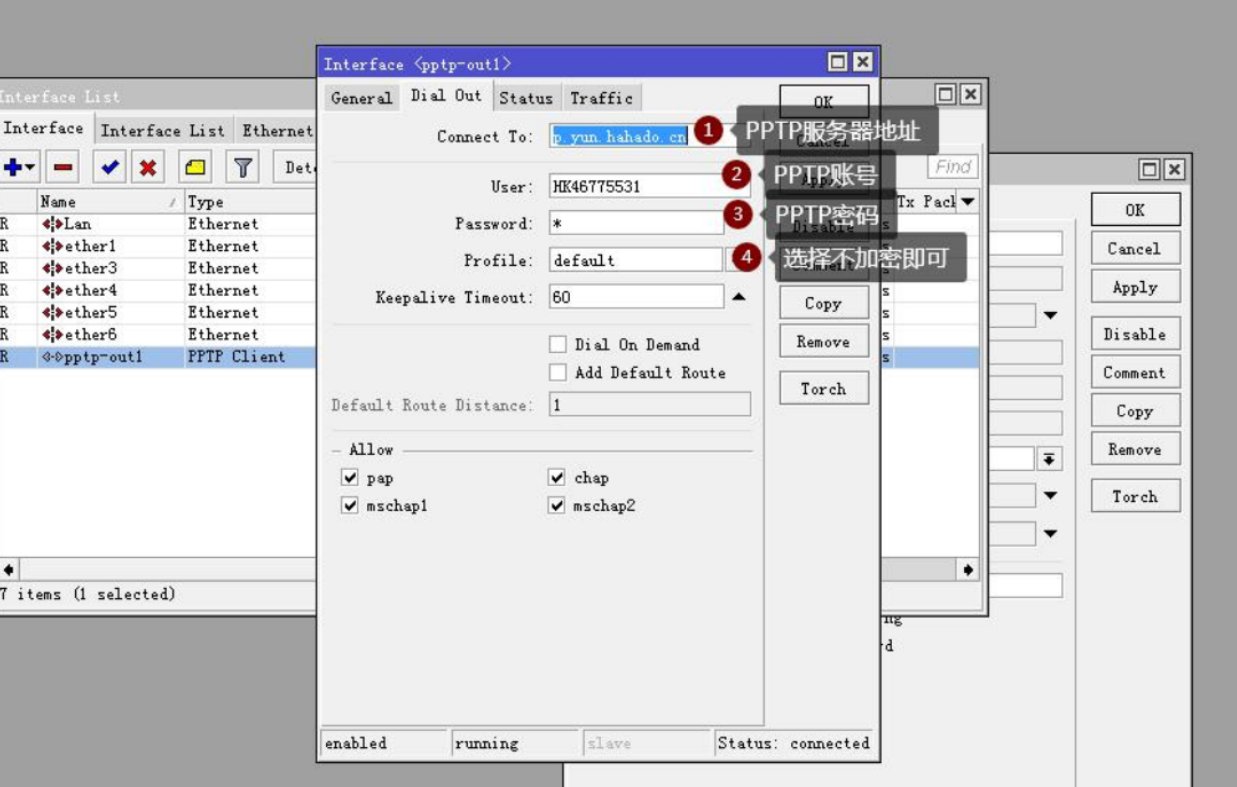 Interface <pptp-out1>
Interface List
General Dial Out Status Traffic
OK
Interface Interface List Ethernet
Connect To: p.yun.hahado.cn
1 PPTP服务器地址
Cancel
Find
User: HK46775531
2 PPTP账号
Apply
Name / Type
Tx Pack
Password: *
3 PPTP密码
Disable
Profile: default
4 选择不加密即可
Comment
Keepalive Timeout: 60
Copy
Dial On Demand
Remove
Add Default Route
Torch
Default Route Distance: 1
Allow
pap chap
mschap1 mschap2
enabled running slave Status: connected
R Lan Ethernet
R ether1 Ethernet
R ether3 Ethernet
R ether4 Ethernet
R ether5 Ethernet
R ether6 Ethernet
R pptp-out1 PPTP Client
7 items (1 selected)
OK
Cancel
Apply
Disable
Comment
Copy
Remove
Torch